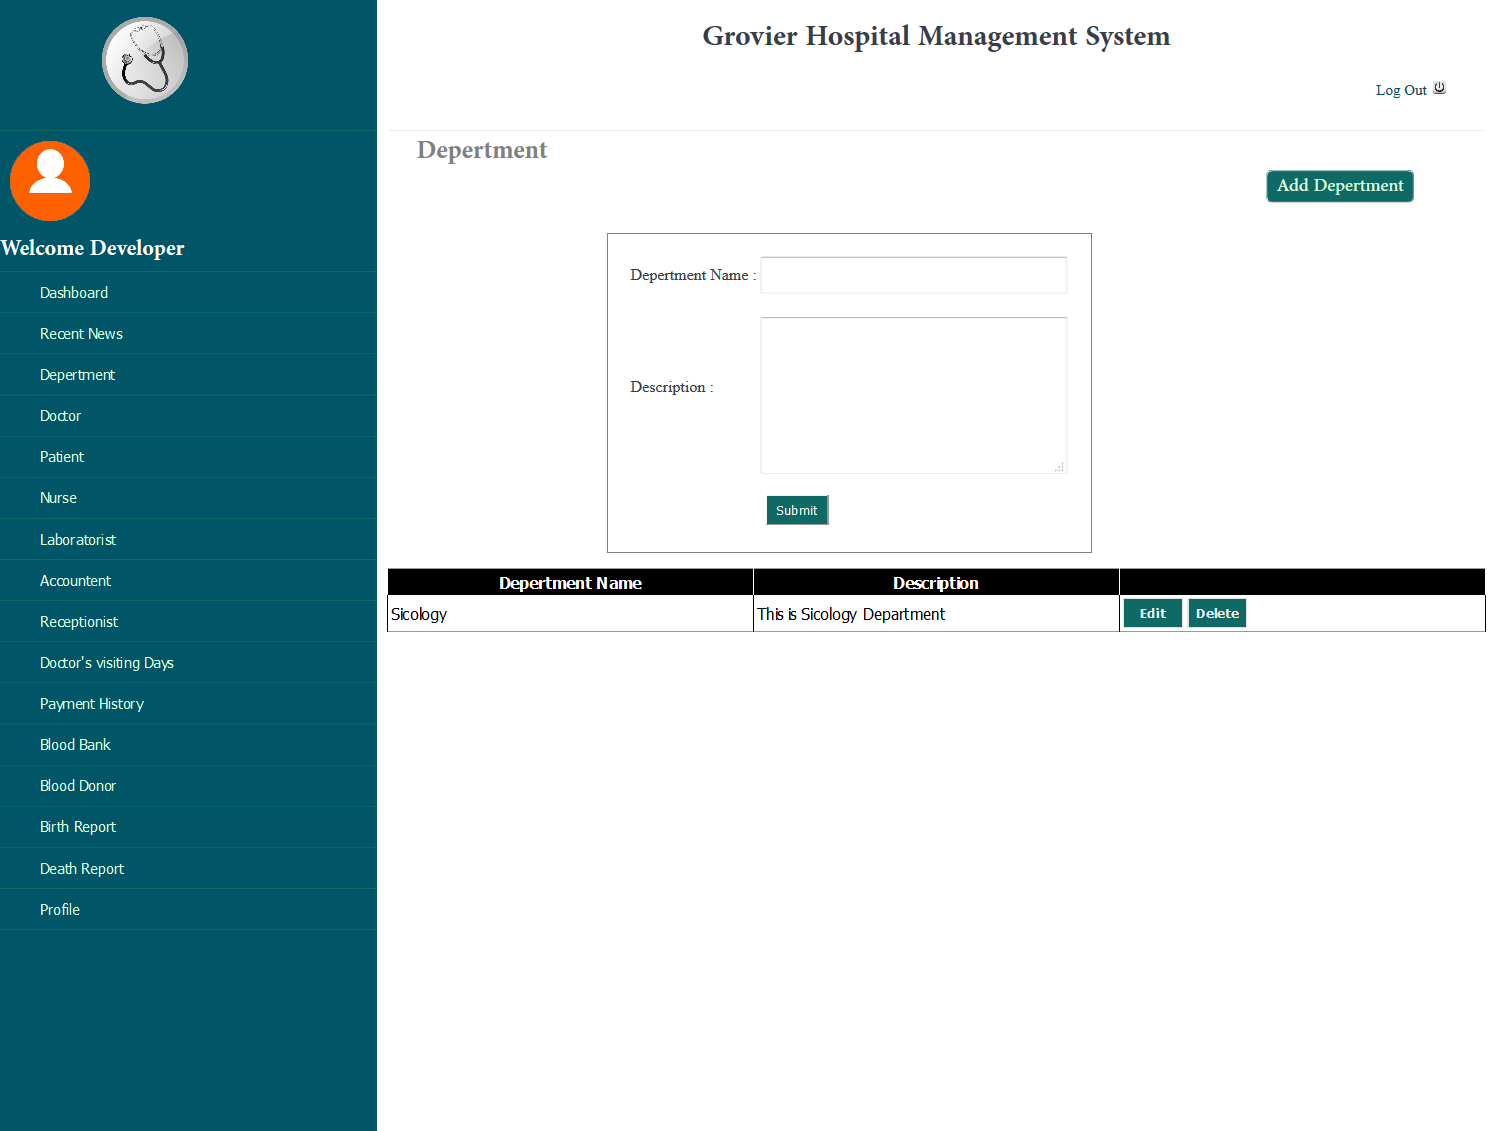 Grovier Hospital Management System
Log Out
Depertment
Add Depertment
Welcome Developer
Dashboard
Recent News
Depertment
Doctor
Patient
Nurse
Laboratorist
Accountent
Receptionist
Doctor's visiting Days
Payment History
Blood Bank
Blood Donor
Birth Report
Death Report
Profile
Depertment Name :
Description :
Submit
Depertment Name Description
Sicology This is Sicology Department Edit Delete